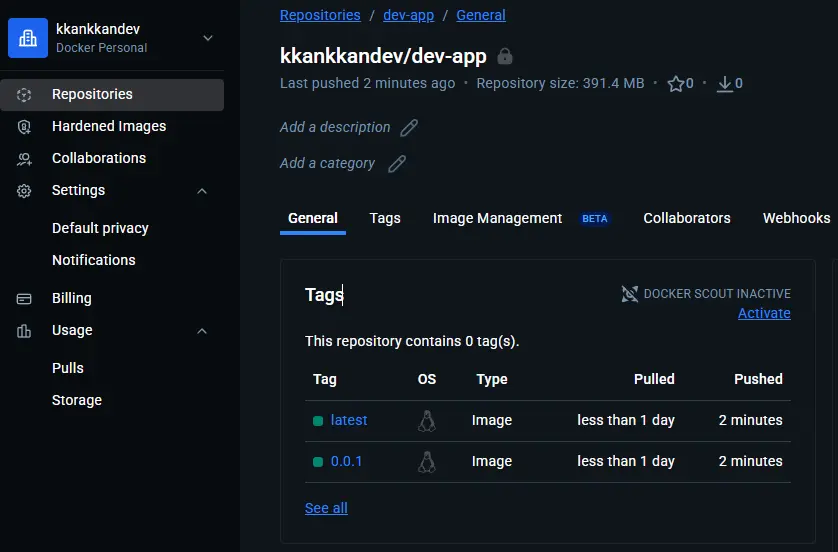 kkankkandev
Docker Personal
Repositories
Hardened Images
Collaborations
Settings
Default privacy
Notifications
Billing
Usage
Pulls
Storage
Repositories / dev-app / General
kkankkandev/dev-app
Last pushed 2 minutes ago • Repository size: 391.4 MB • 0 • 0
Add a description
Add a category
General Tags Image Management BETA Collaborators Webhooks
Tags
DOCKER SCOUT INACTIVE
Activate
This repository contains 0 tag(s).
Tag OS Type Pulled Pushed
latest Image less than 1 day 2 minutes
0.0.1 Image less than 1 day 2 minutes
See all